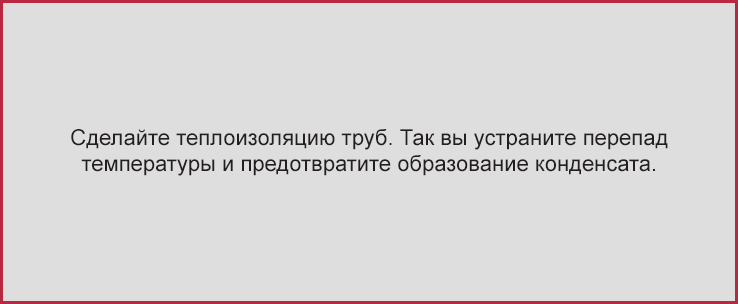 Сделайте теплоизоляцию труб. Так вы устраните перепад
температуры и предотвратите образование конденсата.